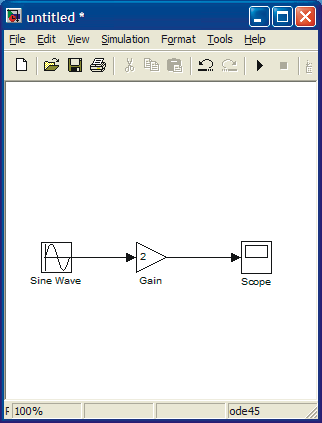 untitled *
File Edit View Simulation Format Tools Help
2
Sine Wave Gain Scope
100% ode45